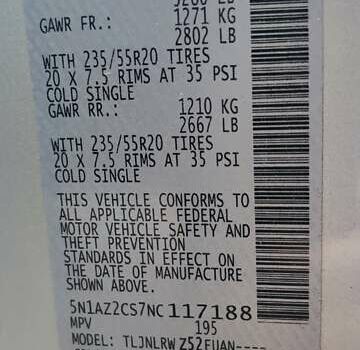 GAWR FR.: 1271 KG
2802 LB
WITH 235/55R20 TIRES
20 X 7.5 RIMS AT 35 PSI
COLD SINGLE
GAWR RR.: 1210 KG
2667 LB
WITH 235/55R20 TIRES
20 X 7.5 RIMS AT 35 PSI
COLD SINGLE
THIS VEHICLE CONFORMS TO
ALL APPLICABLE FEDERAL
MOTOR VEHICLE SAFETY AND
THEFT PREVENTION
STANDARDS IN EFFECT ON
THE DATE OF MANUFACTURE
SHOWN ABOVE.
5N1AZ2CS7NC117188
MPV 195
MODEL: TLJNLRWZ52EUAN----